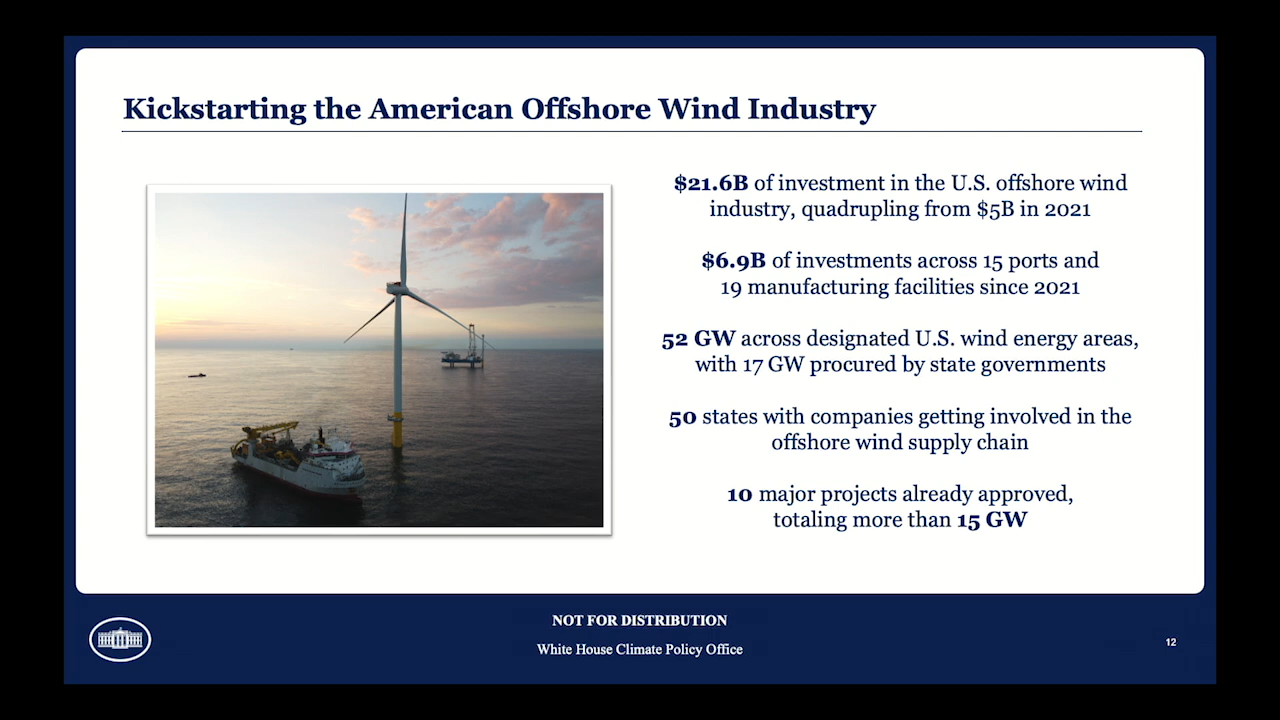 Kickstarting the American Offshore Wind Industry
$21.6B of investment in the U.S. offshore wind
industry, quadrupling from $5B in 2021
$6.9B of investments across 15 ports and
19 manufacturing facilities since 2021
52 GW across designated U.S. wind energy areas,
with 17 GW procured by state governments
50 states with companies getting involved in the
offshore wind supply chain
10 major projects already approved,
totaling more than 15 GW
NOT FOR DISTRIBUTION
White House Climate Policy Office
12